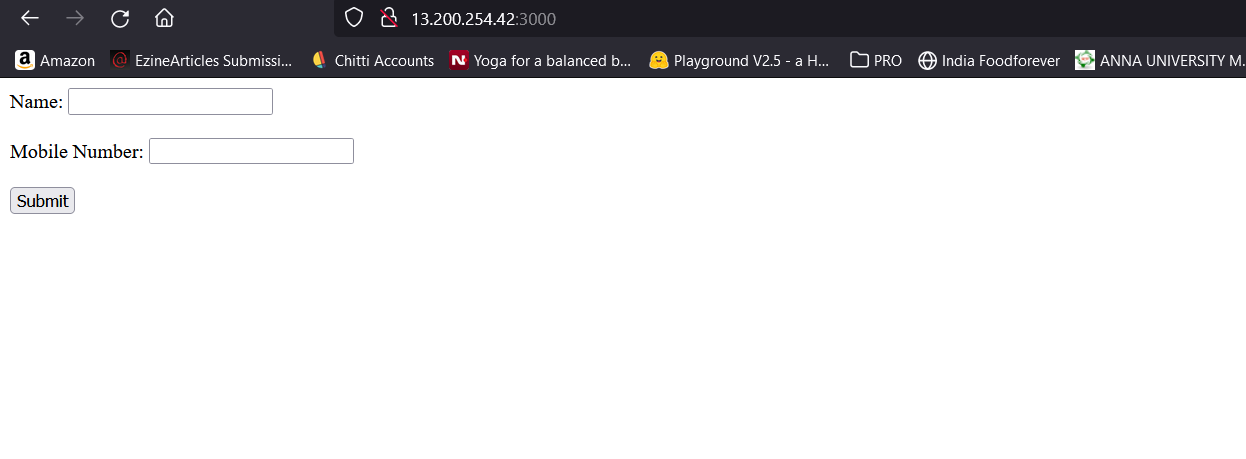 13.200.254.42:3000
Amazon EzineArticles Submissi... Chitti Accounts Yoga for a balanced b... Playground V2.5 - a H... PRO India Foodforever ANNA UNIVERSITY M.
Name:
Mobile Number:
Submit